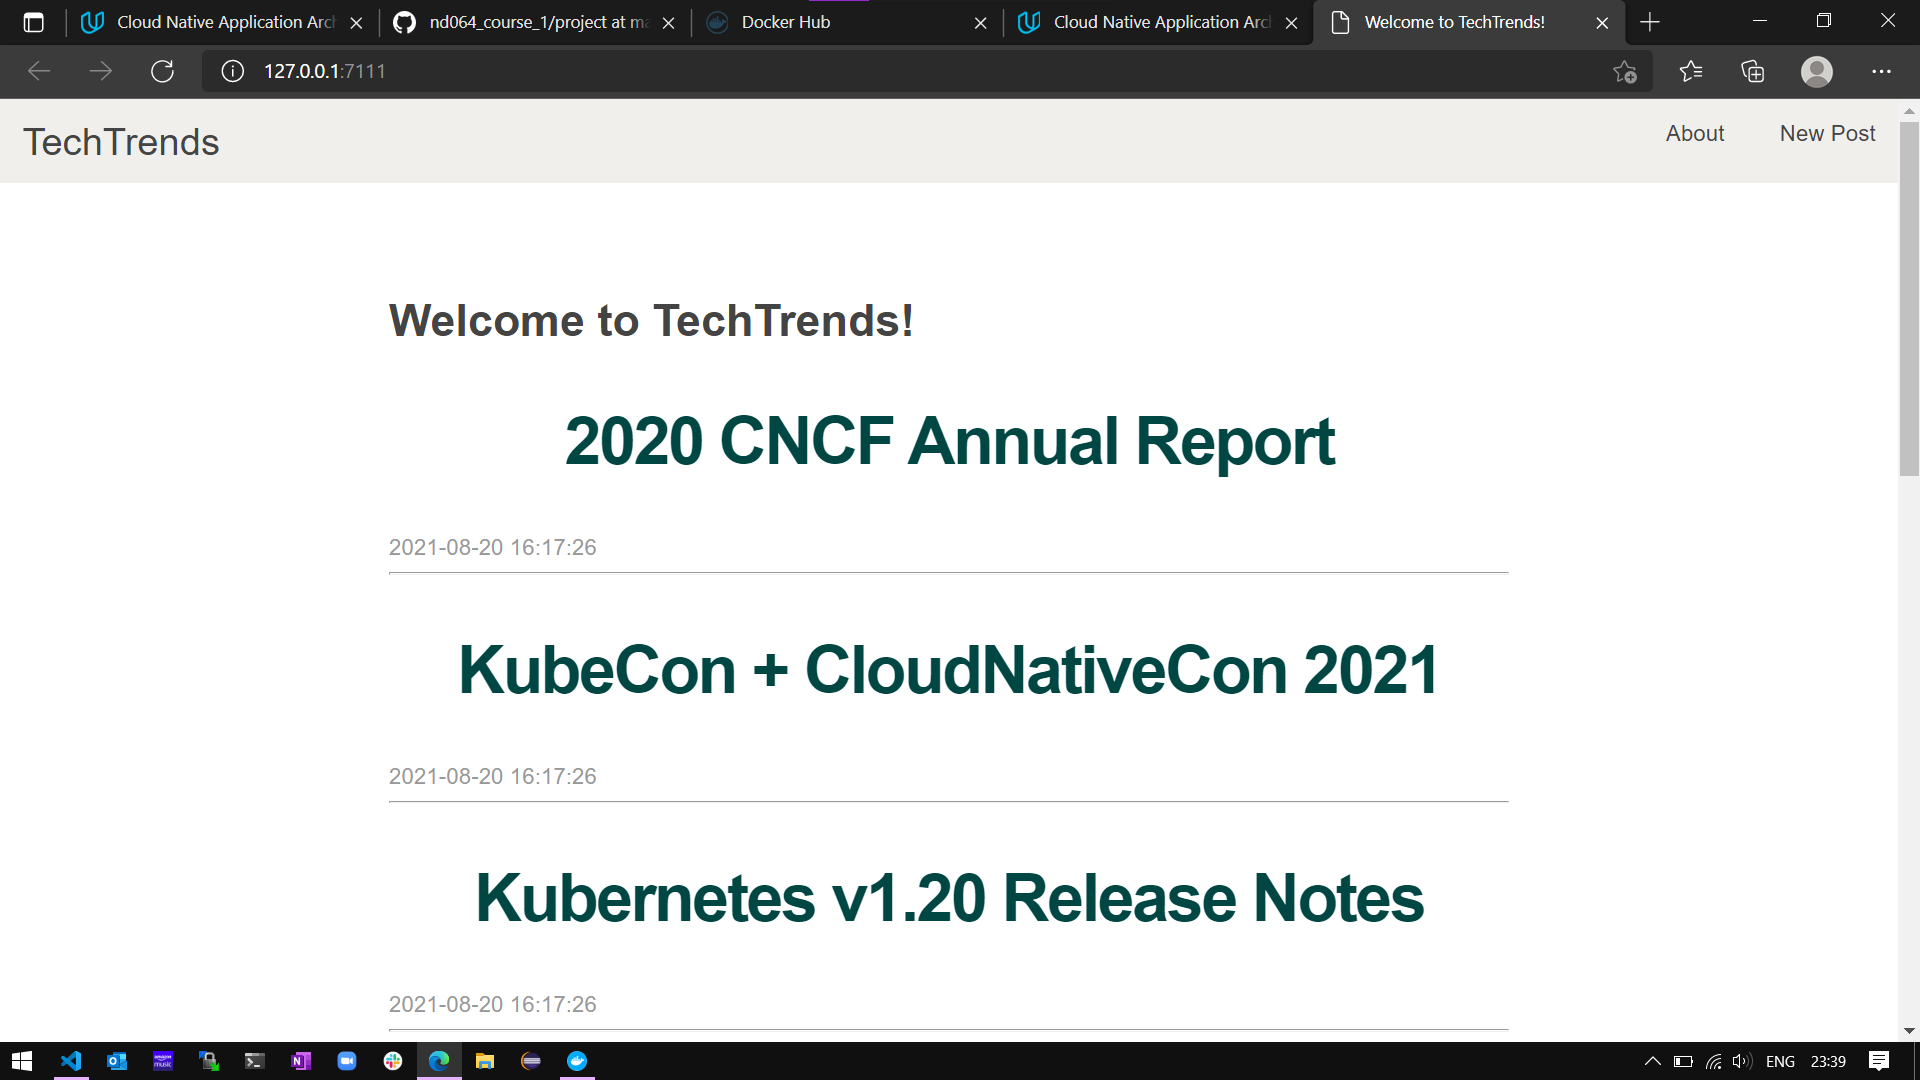 Cloud Native Application Arch
nd064_course_1/project at ma
Docker Hub
Cloud Native Application Arch
Welcome to TechTrends!
127.0.0.1:7111
TechTrends
About
New Post
Welcome to TechTrends!
2020 CNCF Annual Report
2021-08-20 16:17:26
KubeCon + CloudNativeCon 2021
2021-08-20 16:17:26
Kubernetes v1.20 Release Notes
2021-08-20 16:17:26
ENG
23:39